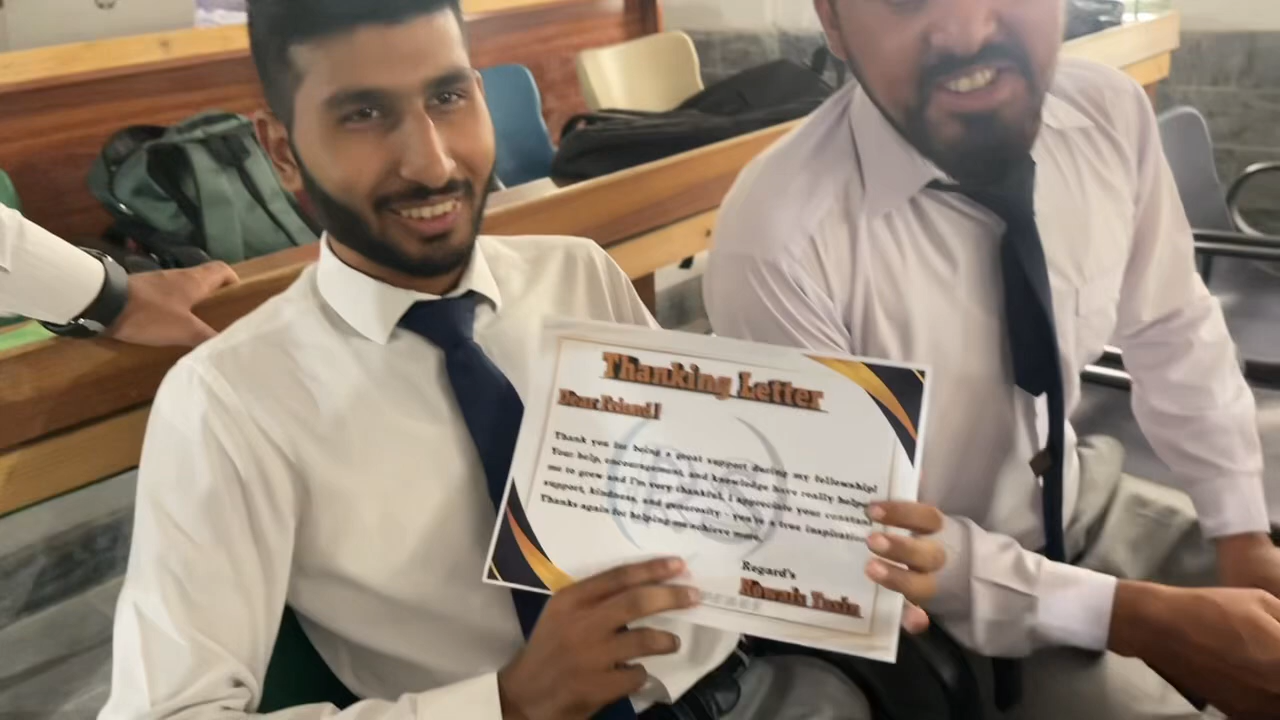 Thanking Letter
Dear Friend!
Thank you for being a great support during my fellowship!
Your help, encouragement, and knowledge have really helped
me to grow and I'm very thankful. I appreciate your constant
support, kindness, and generosity - you're a true inspiration
Thanks again for helping me achieve more.
Regard's